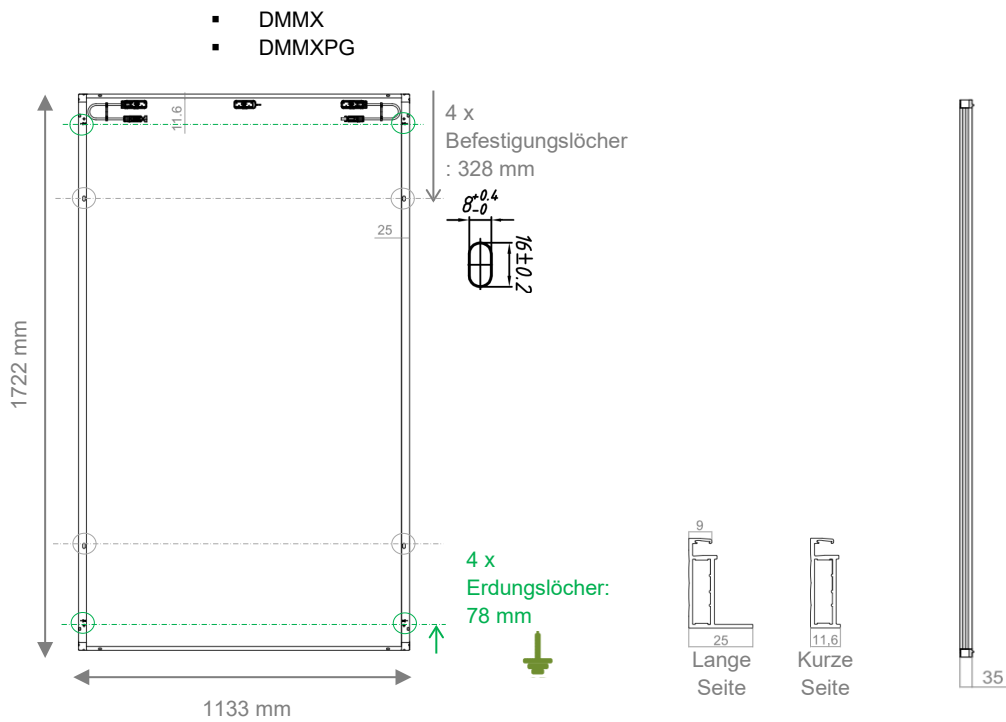 ▪ DMMX
▪ DMMXPG
11.6
4 x
Befestigungslöcher
: 328 mm
8 +0.4 -0
16±0.2
25
1722 mm
4 x
Erdungslöcher:
78 mm
1133 mm
9
25
Lange
Seite
11,6
Kurze
Seite
35